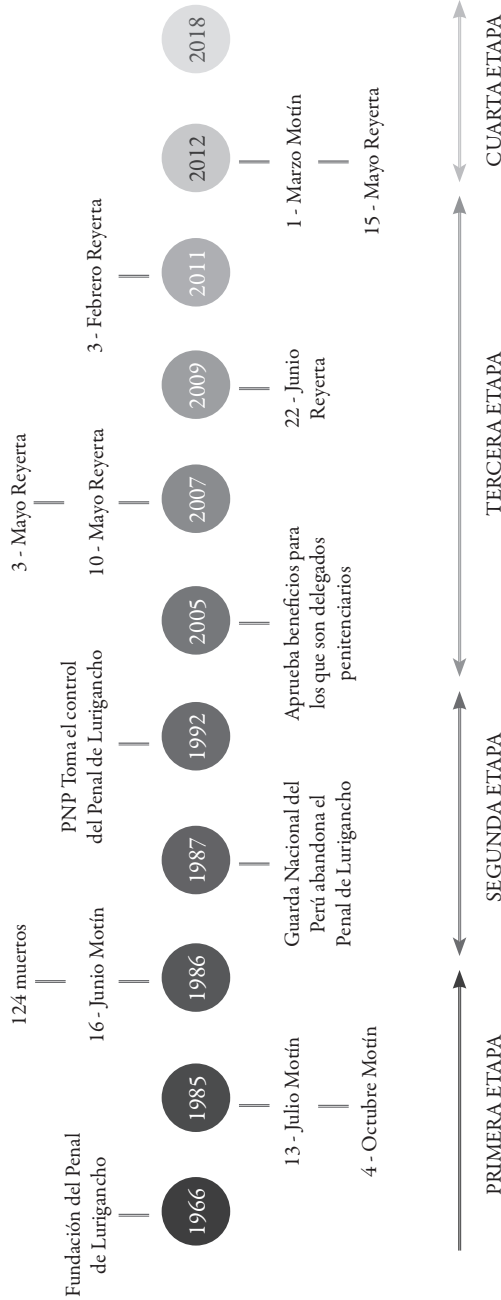 Fundación del Penal
de Lurigancho
1966
1985
13 - Julio Motín
4 - Octubre Motín
124 muertos
16 - Junio Motín
1986
1987
Guarda Nacional del
Perú abandona el
Penal de Lurigancho
PNP Toma el control
del Penal de Lurigancho
1992
2005
Aprueba beneficios para
los que son delegados
penitenciarios
3 - Mayo Reyerta
10 - Mayo Reyerta
2007
2009
22 - Junio
Reyerta
3 - Febrero Reyerta
2011
2012
1 - Marzo Motín
15 - Mayo Reyerta
2018
PRIMERA ETAPA
SEGUNDA ETAPA
TERCERA ETAPA
CUARTA ETAPA